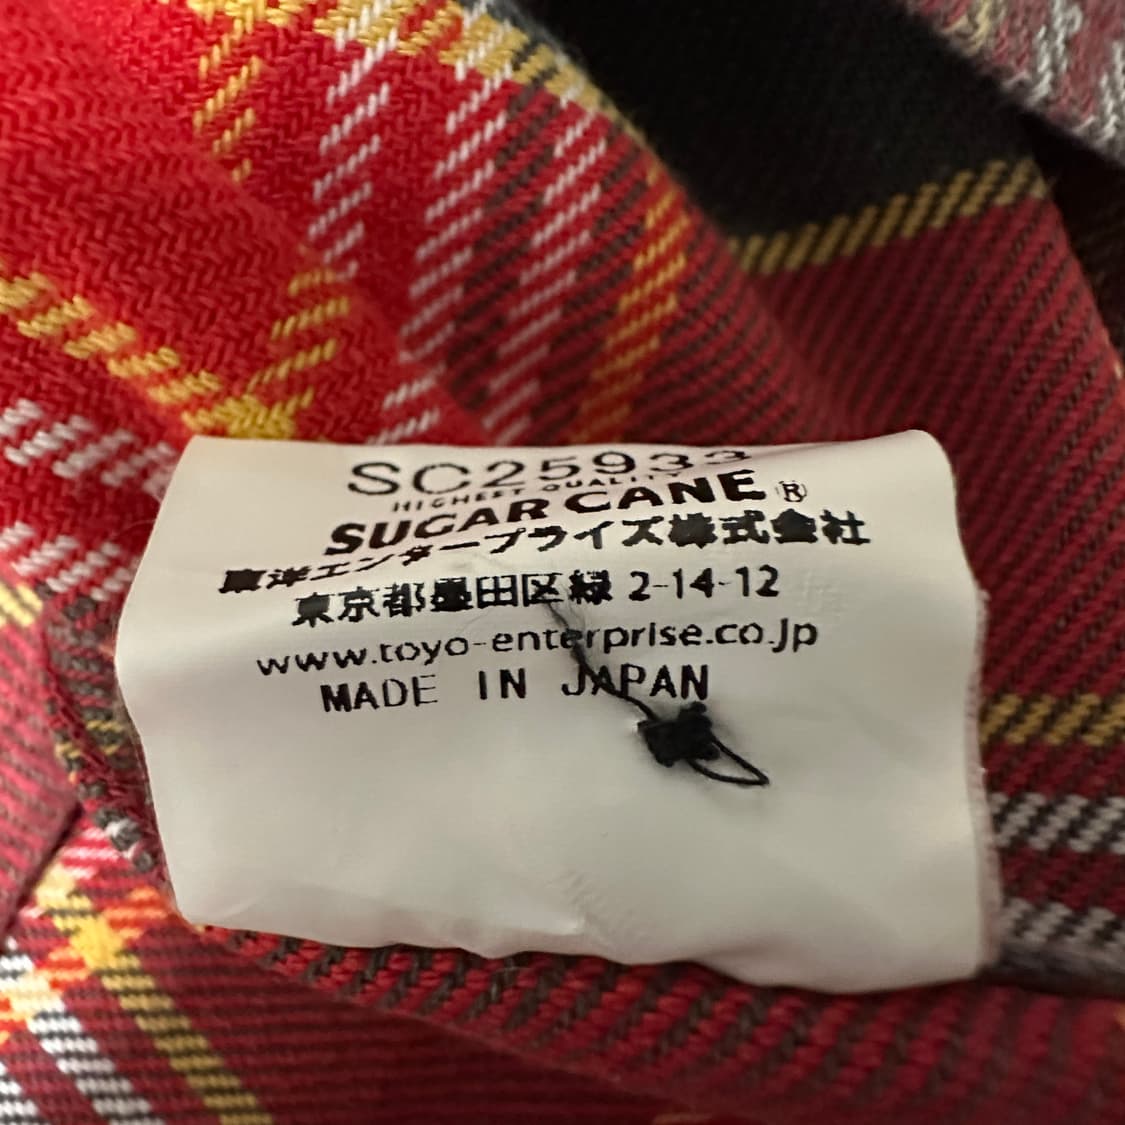 SC25933
HIGHEST QUALITY
SUGAR CANE®
東洋エンタープライズ株式会社
東京都墨田区緑 2-14-12
www.toyo-enterprise.co.jp
MADE IN JAPAN